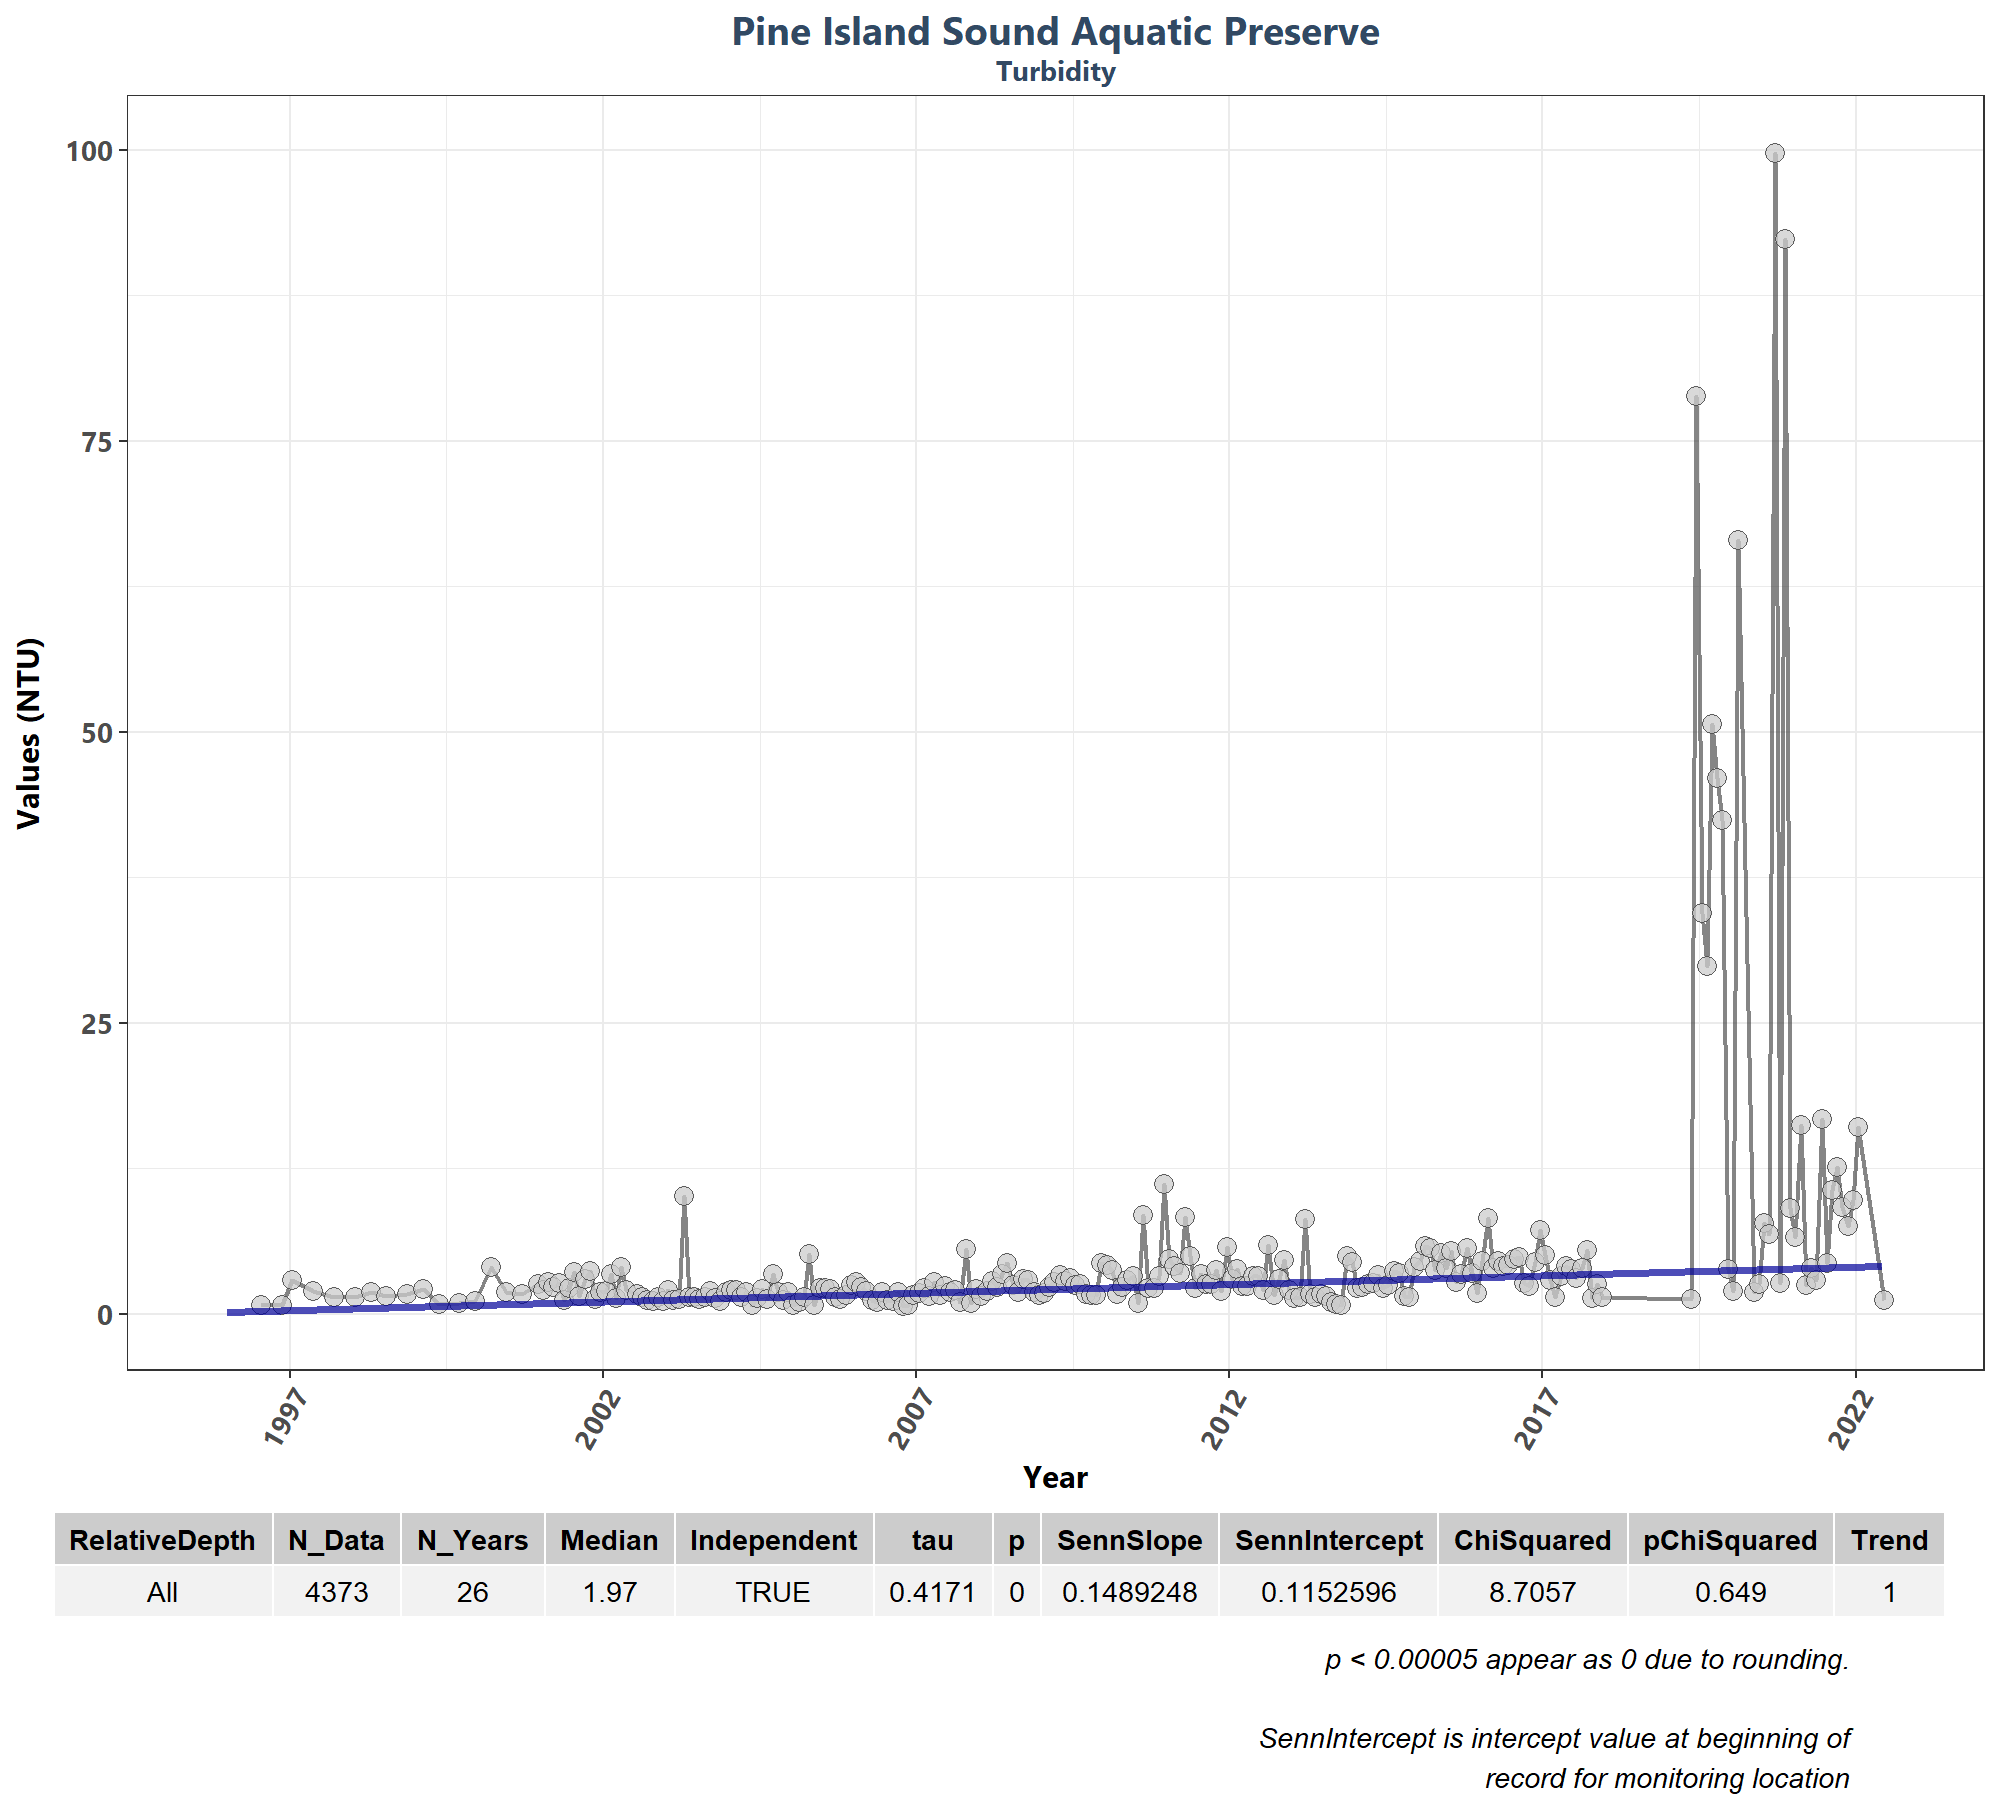 Pine Island Sound Aquatic Preserve
Turbidity
Values (NTU)
100
75
50
25
0
1997 2002 2007 2012 2017 2022
Year
RelativeDepth N_Data N_Years Median Independent tau p SennSlope SennIntercept ChiSquared pChiSquared Trend
All 4373 26 1.97 TRUE 0.4171 0 0.1489248 0.1152596 8.7057 0.649 1
p < 0.00005 appear as 0 due to rounding.
SennIntercept is intercept value at beginning of
record for monitoring location